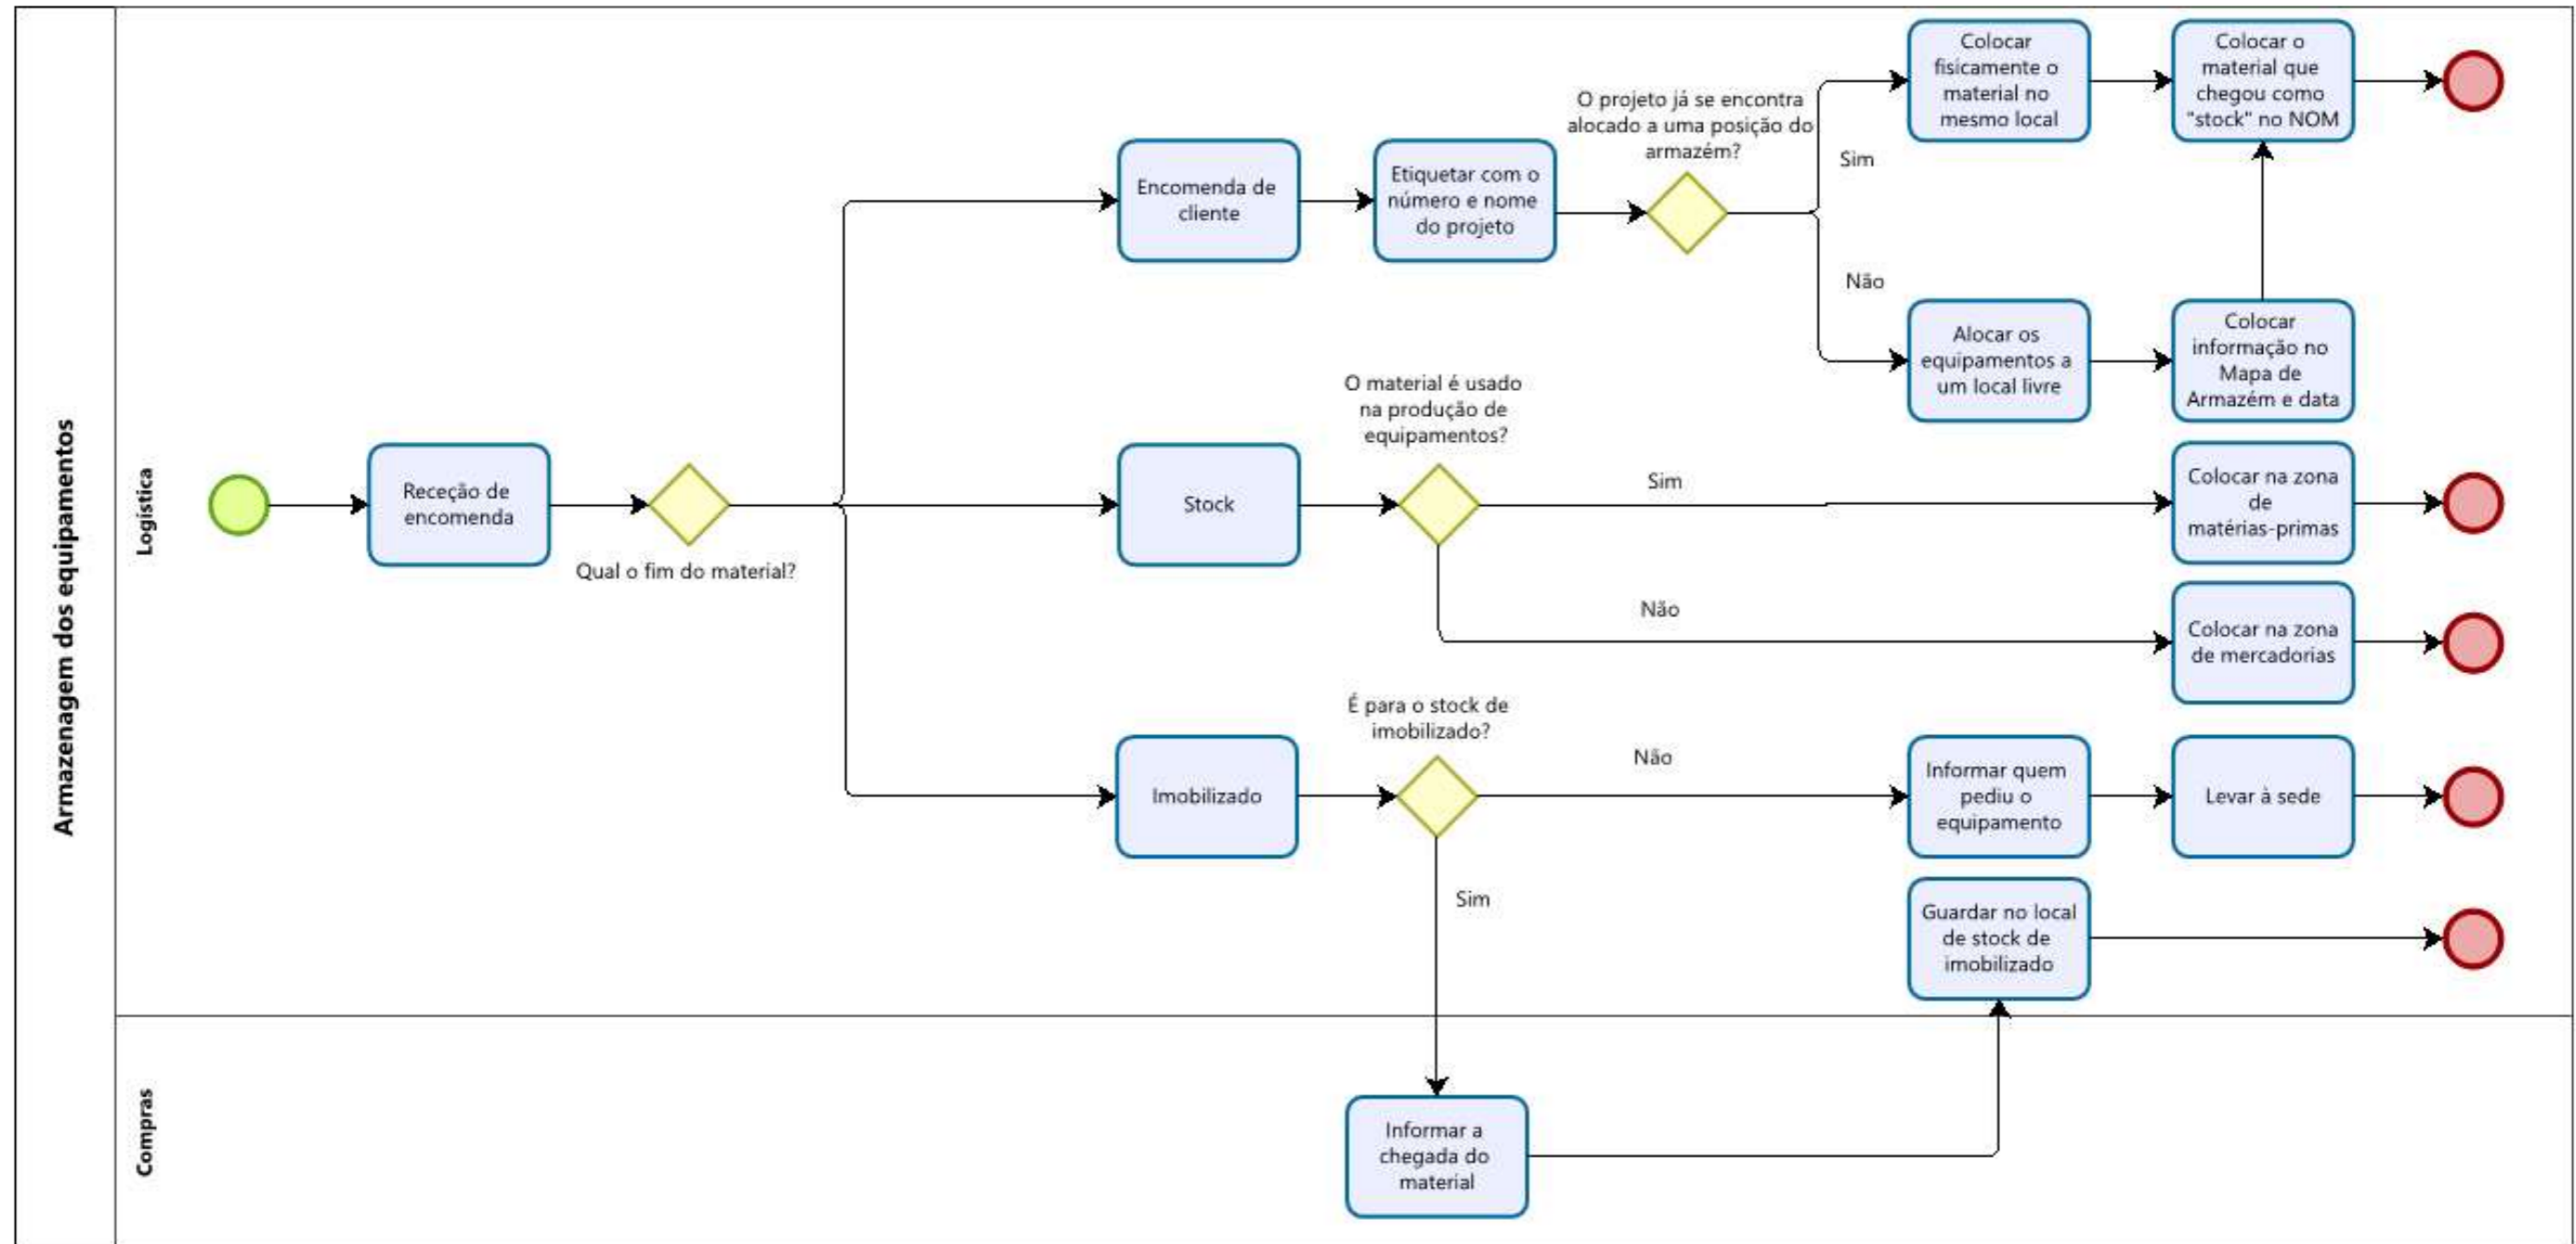 Armazenagem dos equipamentos
Logística
Receção de
encomenda
Qual o fim do material?
Encomenda de
cliente
Etiquetar com o
número e nome
do projeto
O projeto já se encontra
alocado a uma posição do
armazém?
Sim
Colocar
fisicamente o
material no
mesmo local
Colocar o
material que
chegou como
"stock" no NOM
Não
Alocar os
equipamentos a
um local livre
Colocar
informação no
Mapa de
Armazém e data
Stock
O material é usado
na produção de
equipamentos?
Sim
Colocar na zona
de
matérias-primas
Não
Colocar na zona
de mercadorias
Imobilizado
É para o stock de
imobilizado?
Não
Informar quem
pediu o
equipamento
Levar à sede
Sim
Guardar no local
de stock de
imobilizado
Compras
Informar a
chegada do
material